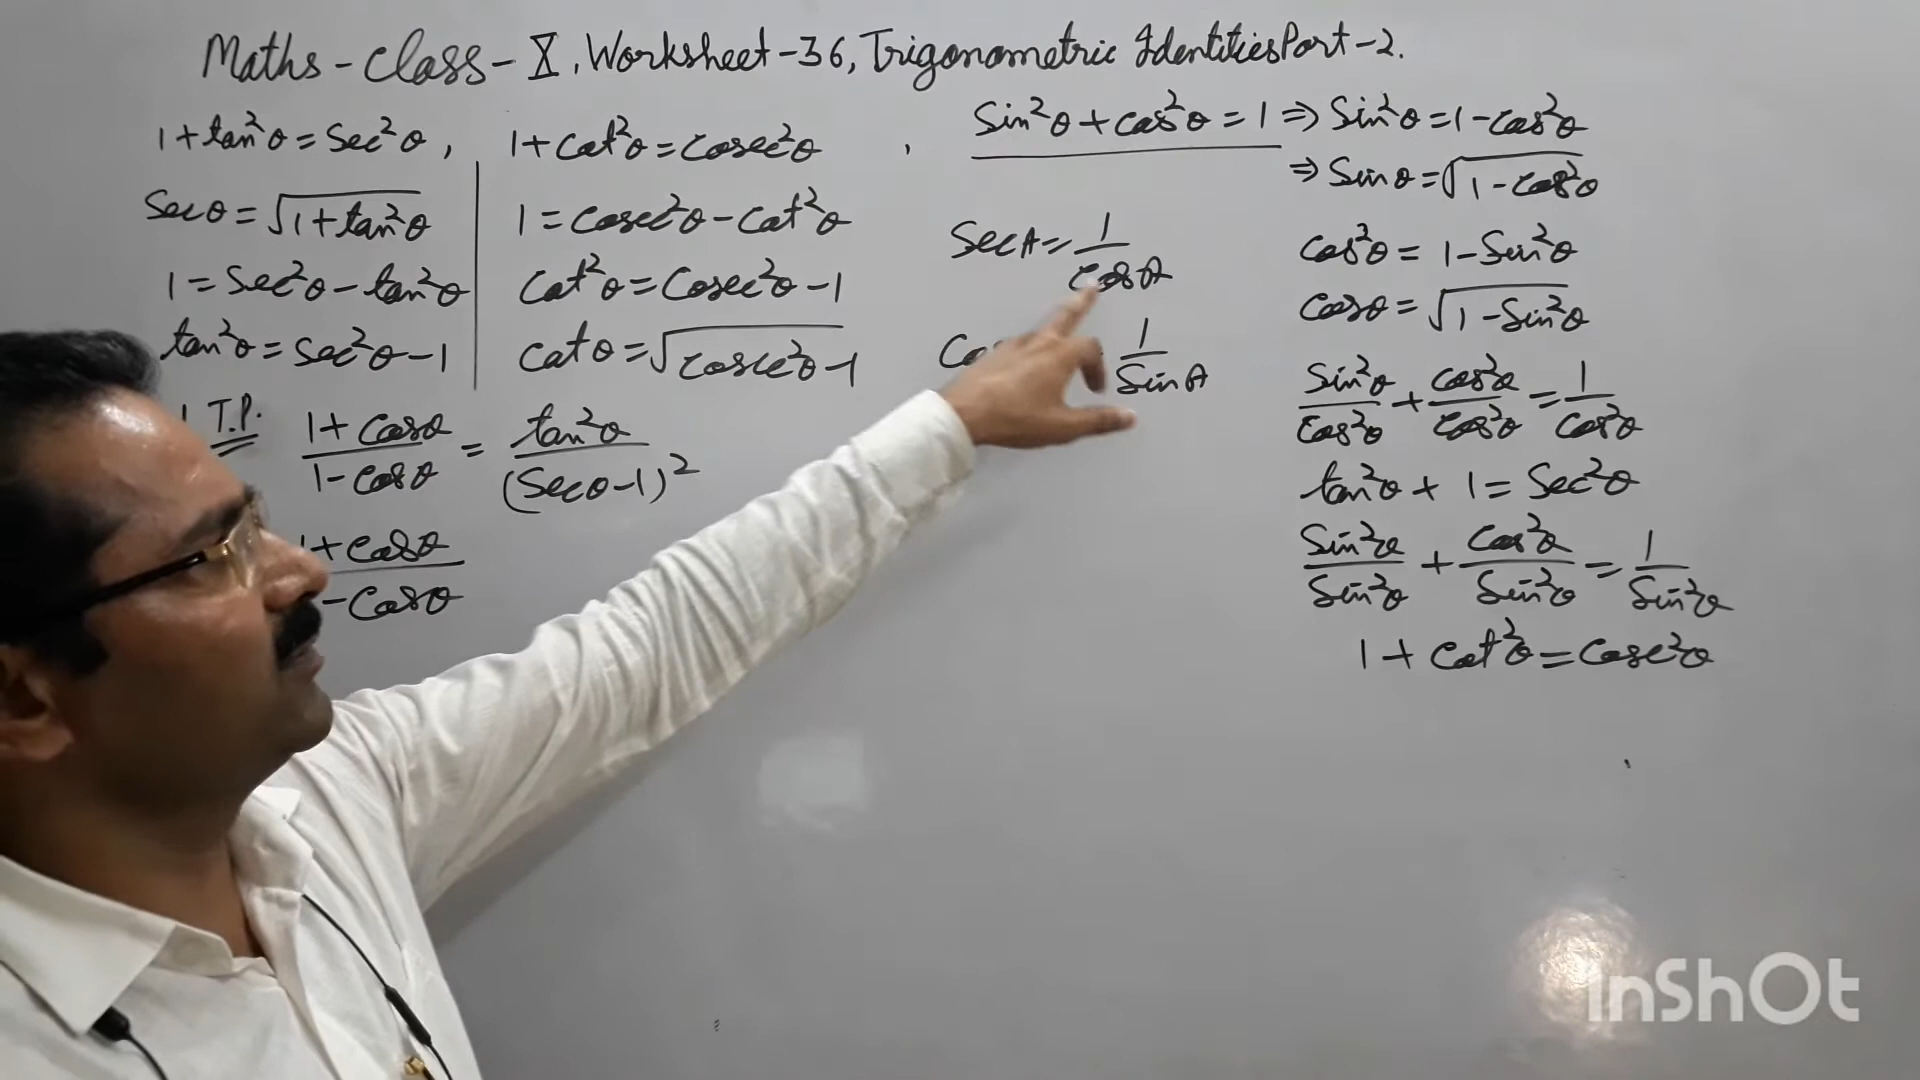 Maths - Class - X, Worksheet - 36, Trigonometric Identities Part - 2.
1 + tan²θ = Sec²θ ,
Secθ = √(1 + tan²θ)
1 = Sec²θ - tan²θ
tan²θ = Sec²θ - 1
1 + Cot²θ = Cosec²θ ,
1 = Cosec²θ - Cot²θ
Cot²θ = Cosec²θ - 1
Cotθ = √(Cosec²θ - 1)
T.P. (1 + Cosθ)/(1 - Cosθ) = tan²θ/(Secθ - 1)²
1 + Cosθ
- Cosθ
Sin²θ + Cos²θ = 1 ⇒ Sin²θ = 1 - Cos²θ
⇒ Sinθ = √(1 - Cos²θ)
SecA = 1/CosA
1/SinA
Cos²θ = 1 - Sin²θ
Cosθ = √(1 - Sin²θ)
Sin²θ/Cos²θ + Cos²θ/Cos²θ = 1/Cos²θ
tan²θ + 1 = Sec²θ
Sin²θ/Sin²θ + Cos²θ/Sin²θ = 1/Sin²θ
1 + Cot²θ = Cosec²θ
InShOt